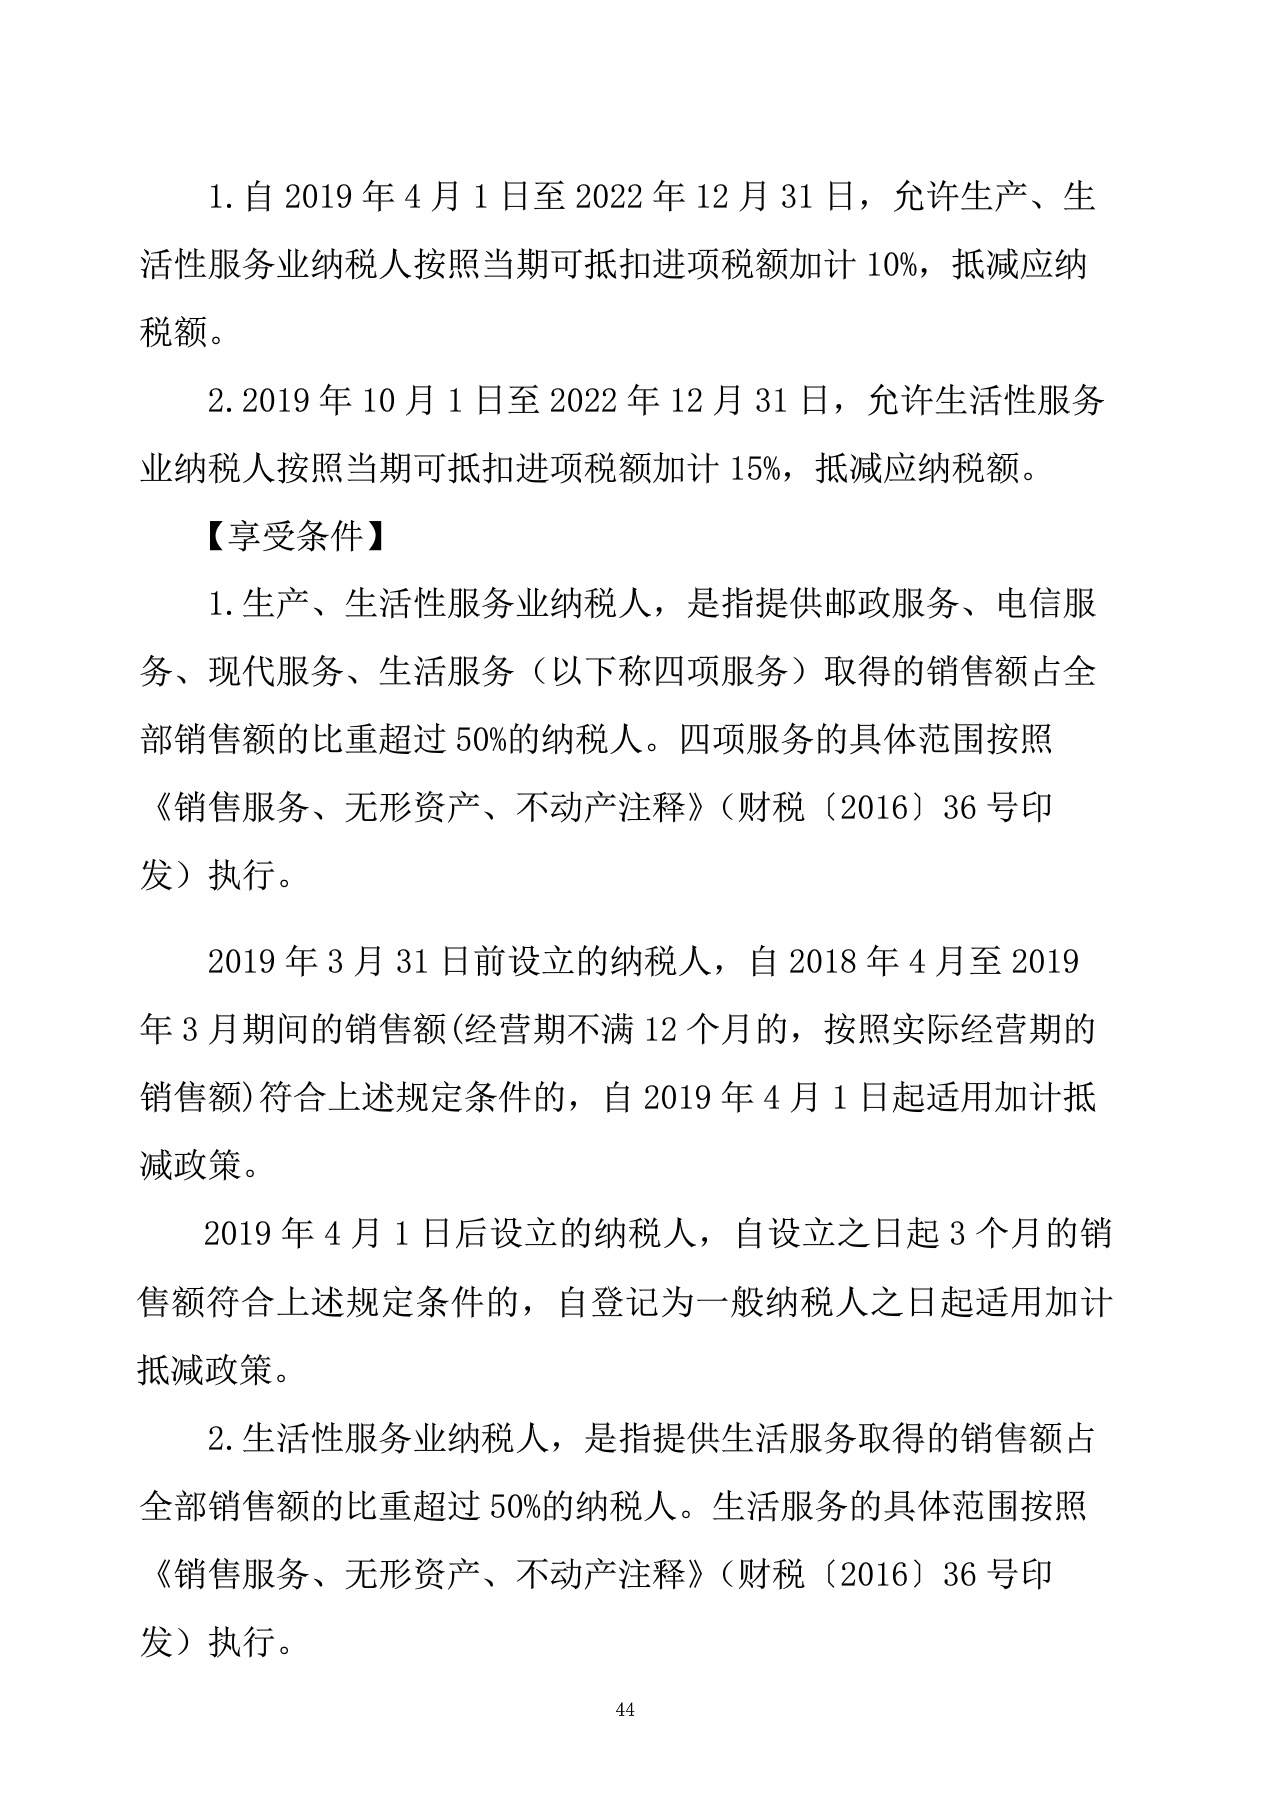 1.自 2019 年 4 月 1 日至 2022 年 12 月 31 日，允许生产、生
活性服务业纳税人按照当期可抵扣进项税额加计 10%，抵减应纳
税额。
2.2019 年 10 月 1 日至 2022 年 12 月 31 日，允许生活性服务
业纳税人按照当期可抵扣进项税额加计 15%，抵减应纳税额。
【享受条件】
1.生产、生活性服务业纳税人，是指提供邮政服务、电信服
务、现代服务、生活服务（以下称四项服务）取得的销售额占全
部销售额的比重超过 50%的纳税人。四项服务的具体范围按照
《销售服务、无形资产、不动产注释》（财税〔2016〕36 号印
发）执行。
2019 年 3 月 31 日前设立的纳税人，自 2018 年 4 月至 2019
年 3 月期间的销售额(经营期不满 12 个月的，按照实际经营期的
销售额)符合上述规定条件的，自 2019 年 4 月 1 日起适用加计抵
减政策。
2019 年 4 月 1 日后设立的纳税人，自设立之日起 3 个月的销
售额符合上述规定条件的，自登记为一般纳税人之日起适用加计
抵减政策。
2.生活性服务业纳税人，是指提供生活服务取得的销售额占
全部销售额的比重超过 50%的纳税人。生活服务的具体范围按照
《销售服务、无形资产、不动产注释》（财税〔2016〕36 号印
发）执行。
44